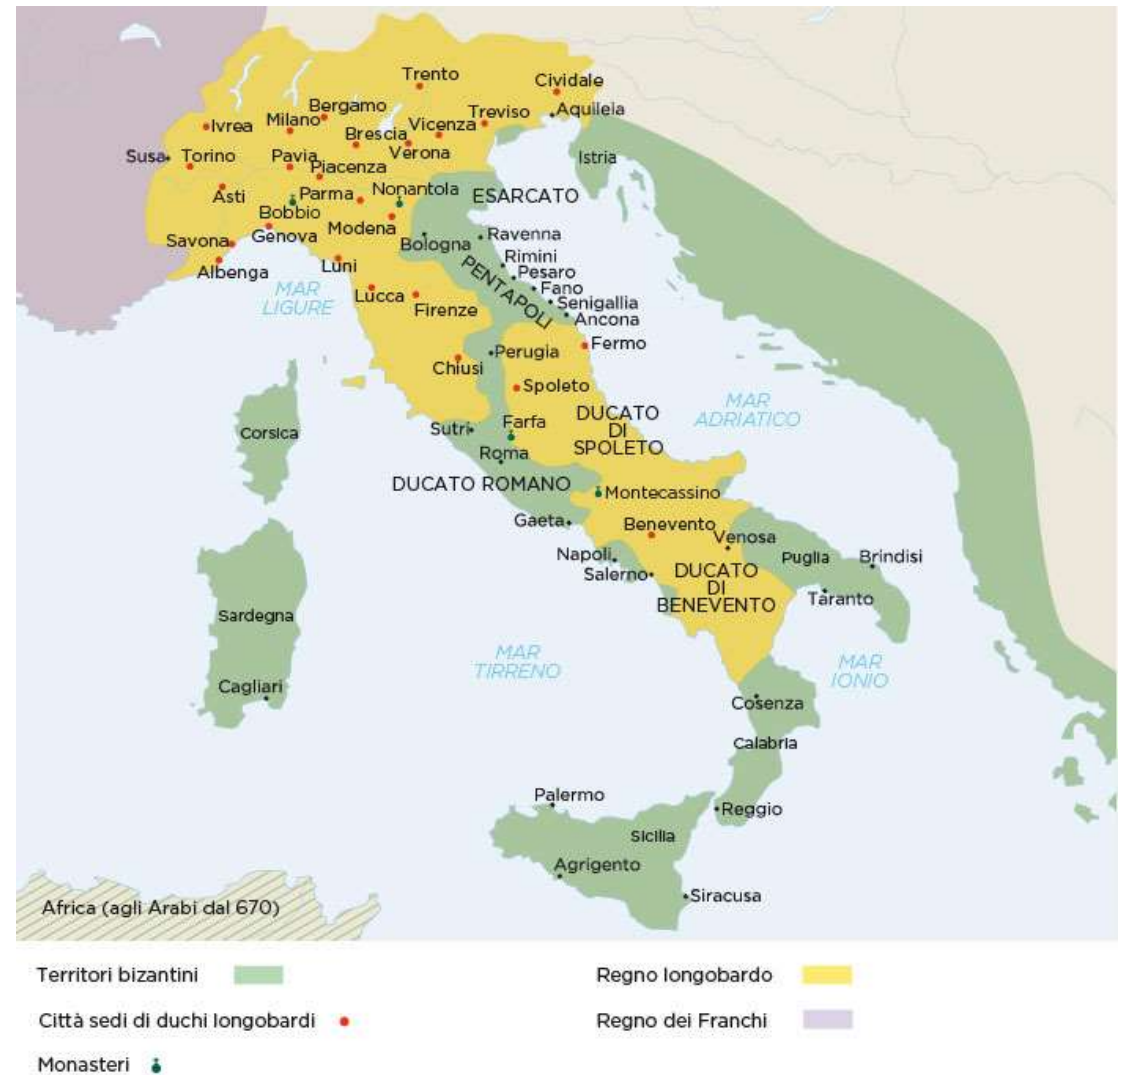 Trento
Cividale
Bergamo
Treviso
Aquileia
Ivrea
Milano
Vicenza
Brescia
Verona
Susa
Torino
Pavia
Piacenza
Istria
Asti
Parma
Nonantola
ESARCATO
Bobbio
Modena
Savona
Genova
Bologna
Ravenna
Albenga
Luni
Rimini
PENTAPOLI
Pesaro
MAR
LIGURE
Fano
Lucca
Senigallia
Firenze
Ancona
Fermo
Perugia
Chiusi
Spoleto
MAR
ADRIATICO
DUCATO
DI
SPOLETO
Corsica
Sutri
Farfa
Roma
DUCATO ROMANO
Montecassino
Gaeta
Benevento
Venosa
Napoli
Puglia
Brindisi
Salerno
DUCATO
DI
BENEVENTO
Taranto
Sardegna
MAR
TIRRENO
MAR
IONIO
Cagliari
Cosenza
Calabria
Palermo
Reggio
Sicilia
Agrigento
Siracusa
Africa (agli Arabi dal 670)
Territori bizantini
Regno longobardo
Città sedi di duchi longobardi
Regno dei Franchi
Monasteri